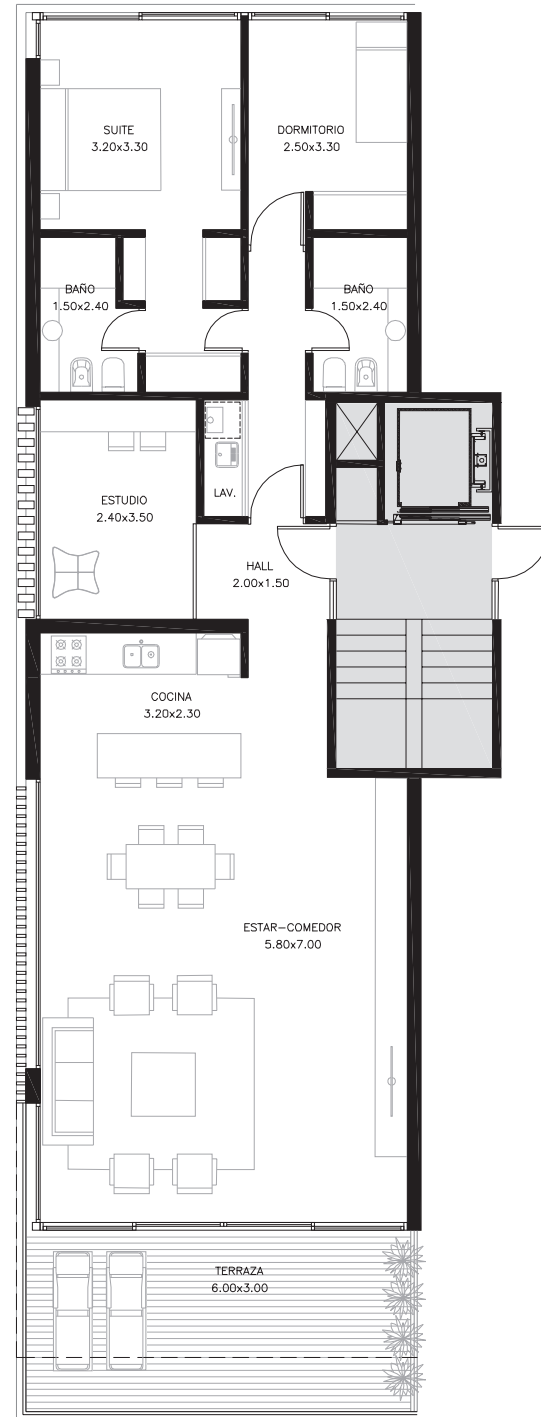 SUITE
3.20x3.30
DORMITORIO
2.50x3.30
BAÑO
1.50x2.40
BAÑO
1.50x2.40
LAV.
ESTUDIO
2.40x3.50
HALL
2.00x1.50
COCINA
3.20x2.30
ESTAR-COMEDOR
5.80x7.00
TERRAZA
6.00x3.00